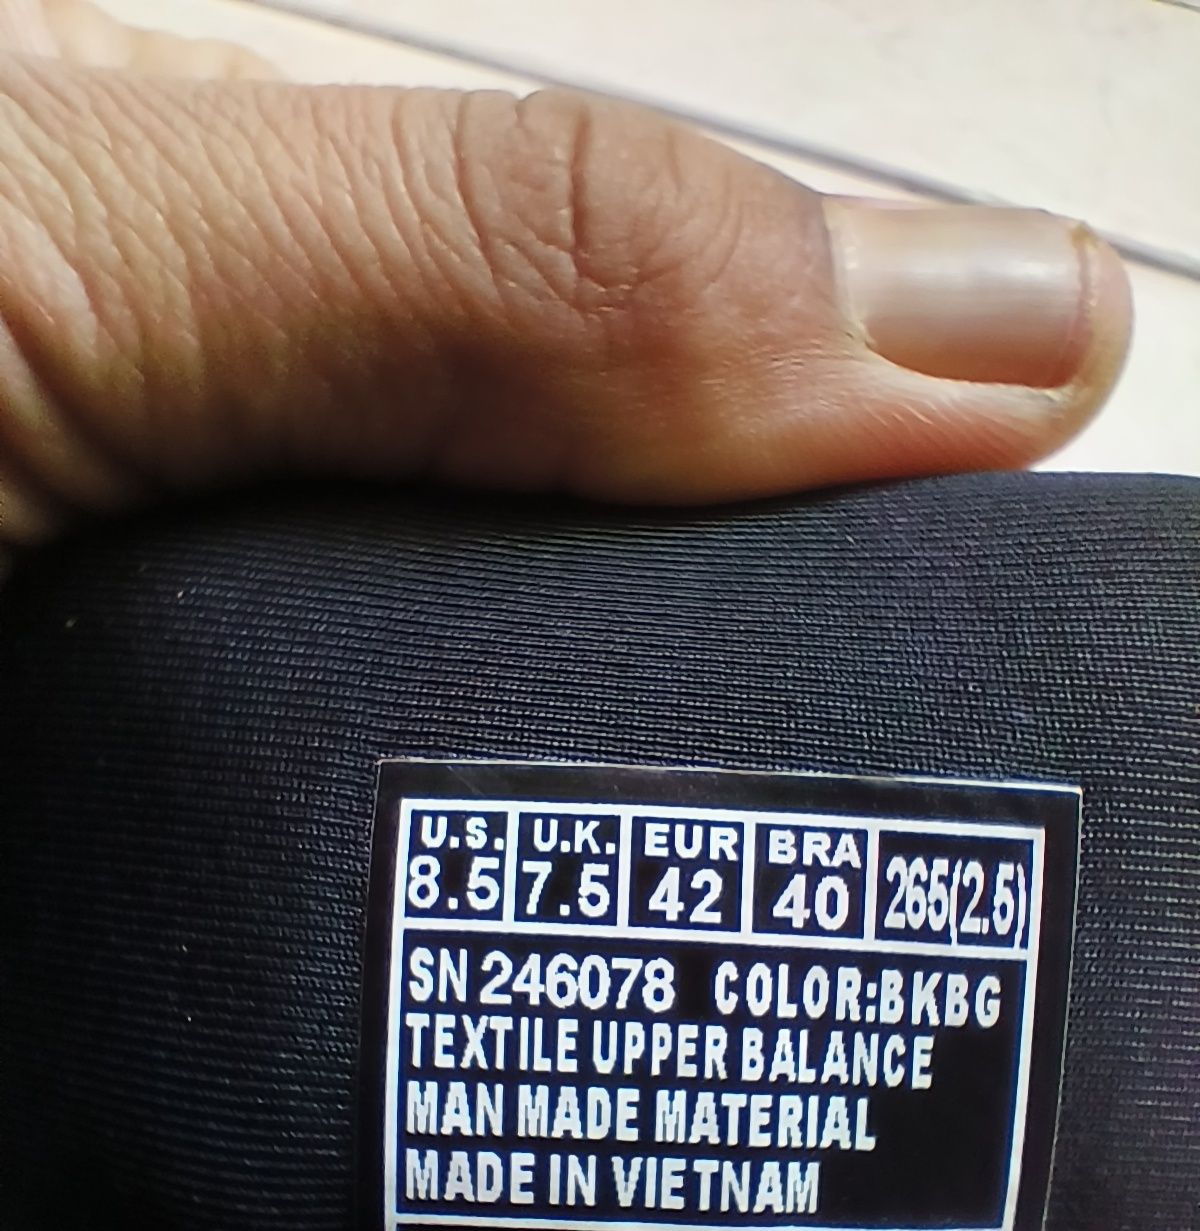 U.S. U.K. EUR BRA
8.5 7.5 42 40 265(2.5)
SN 246078 COLOR:BKBG
TEXTILE UPPER BALANCE
MAN MADE MATERIAL
MADE IN VIETNAM